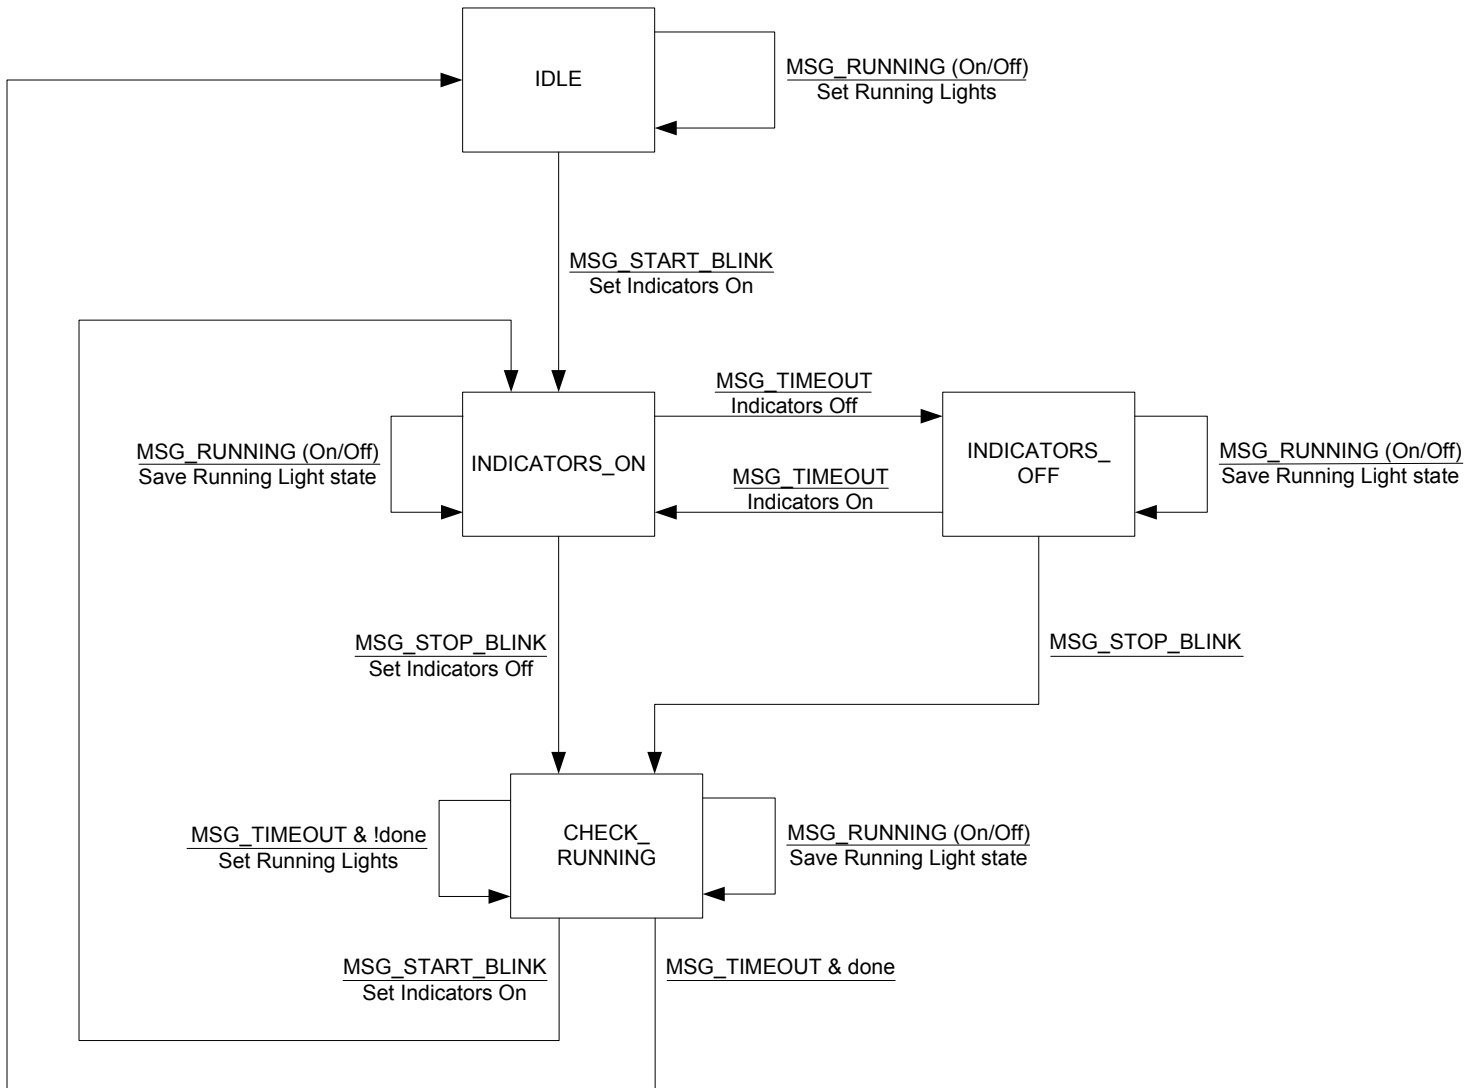 IDLE
MSG_RUNNING (On/Off)
Set Running Lights
MSG_START_BLINK
Set Indicators On
MSG_TIMEOUT
Indicators Off
MSG_RUNNING (On/Off)
Save Running Light state
INDICATORS_ON
MSG_TIMEOUT
Indicators On
INDICATORS_
OFF
MSG_RUNNING (On/Off)
Save Running Light state
MSG_STOP_BLINK
Set Indicators Off
MSG_STOP_BLINK
MSG_TIMEOUT & !done
Set Running Lights
CHECK_
RUNNING
MSG_RUNNING (On/Off)
Save Running Light state
MSG_START_BLINK
Set Indicators On
MSG_TIMEOUT & done